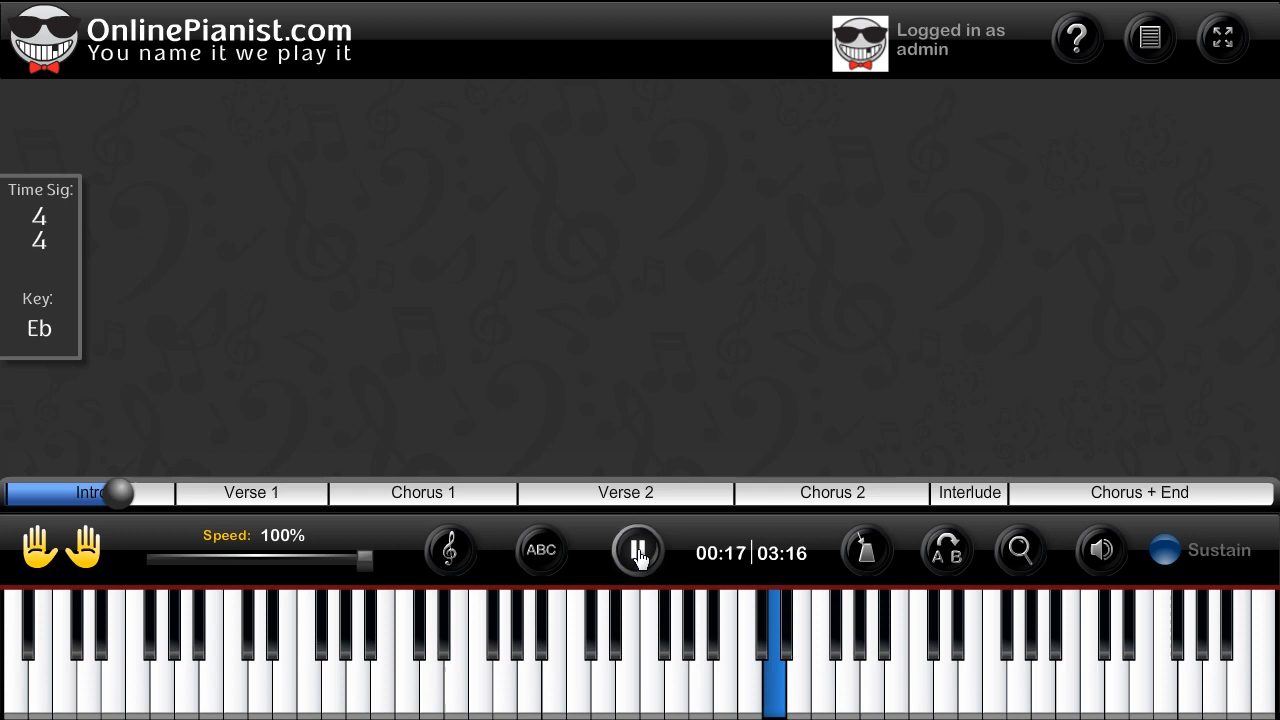 OnlinePianist.com
You name it we play it
Logged in as
admin
?
Time Sig:
4
4
Key:
Eb
Intro
Verse 1
Chorus 1
Verse 2
Chorus 2
Interlude
Chorus + End
Speed: 100%
ABC
00:17|03:16
A B
Sustain